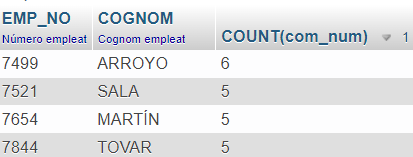 EMP_NO COGNOM COUNT(com_num) 1
Número empleat Cognom empleat
7499 ARROYO 6
7521 SALA 5
7654 MARTÍN 5
7844 TOVAR 5